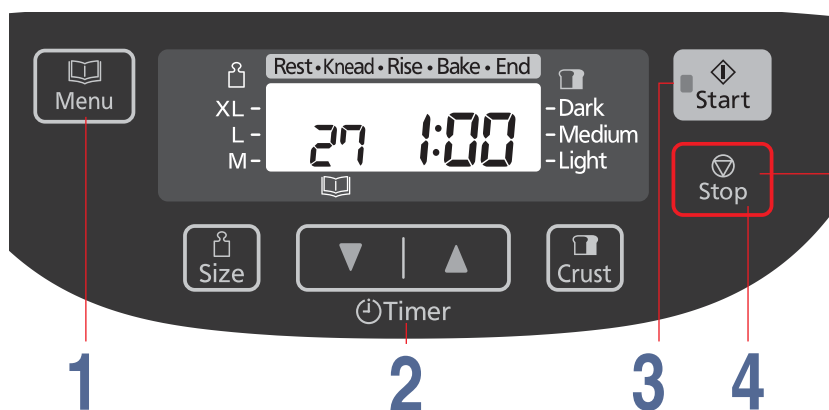 Menu
Rest • Knead • Rise • Bake • End
XL –
L –
M –
27 1:00
– Dark
– Medium
– Light
Start
Stop
Size
Timer
Crust
1
2
3
4